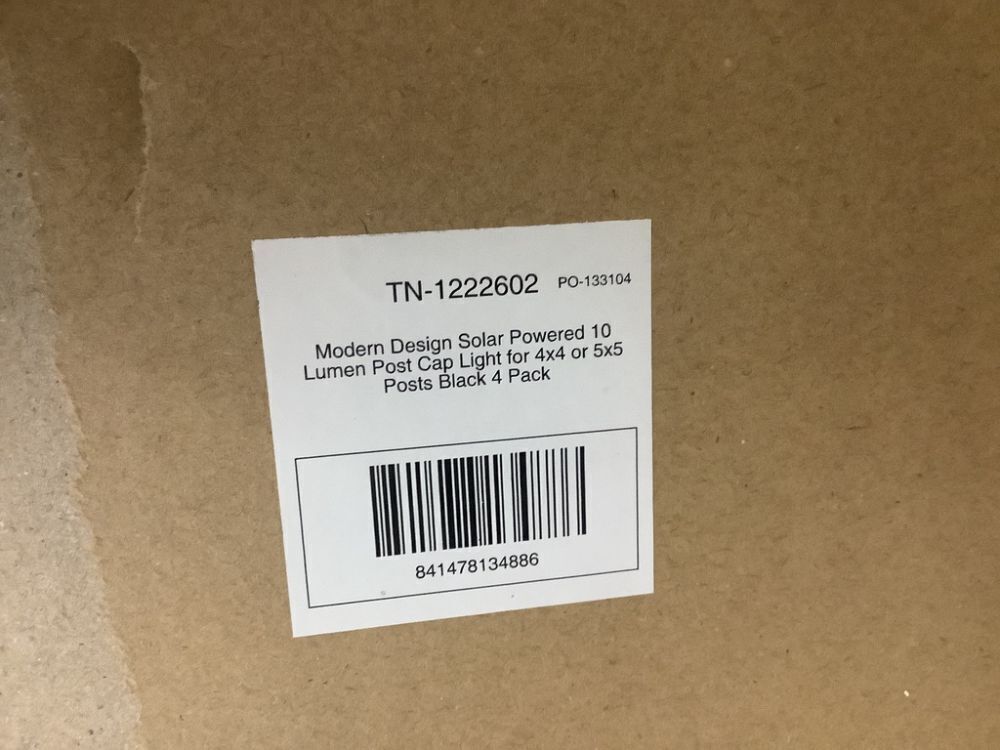 TN-1222602 PO-133104
Modern Design Solar Powered 10
Lumen Post Cap Light for 4x4 or 5x5
Posts Black 4 Pack
841478134886